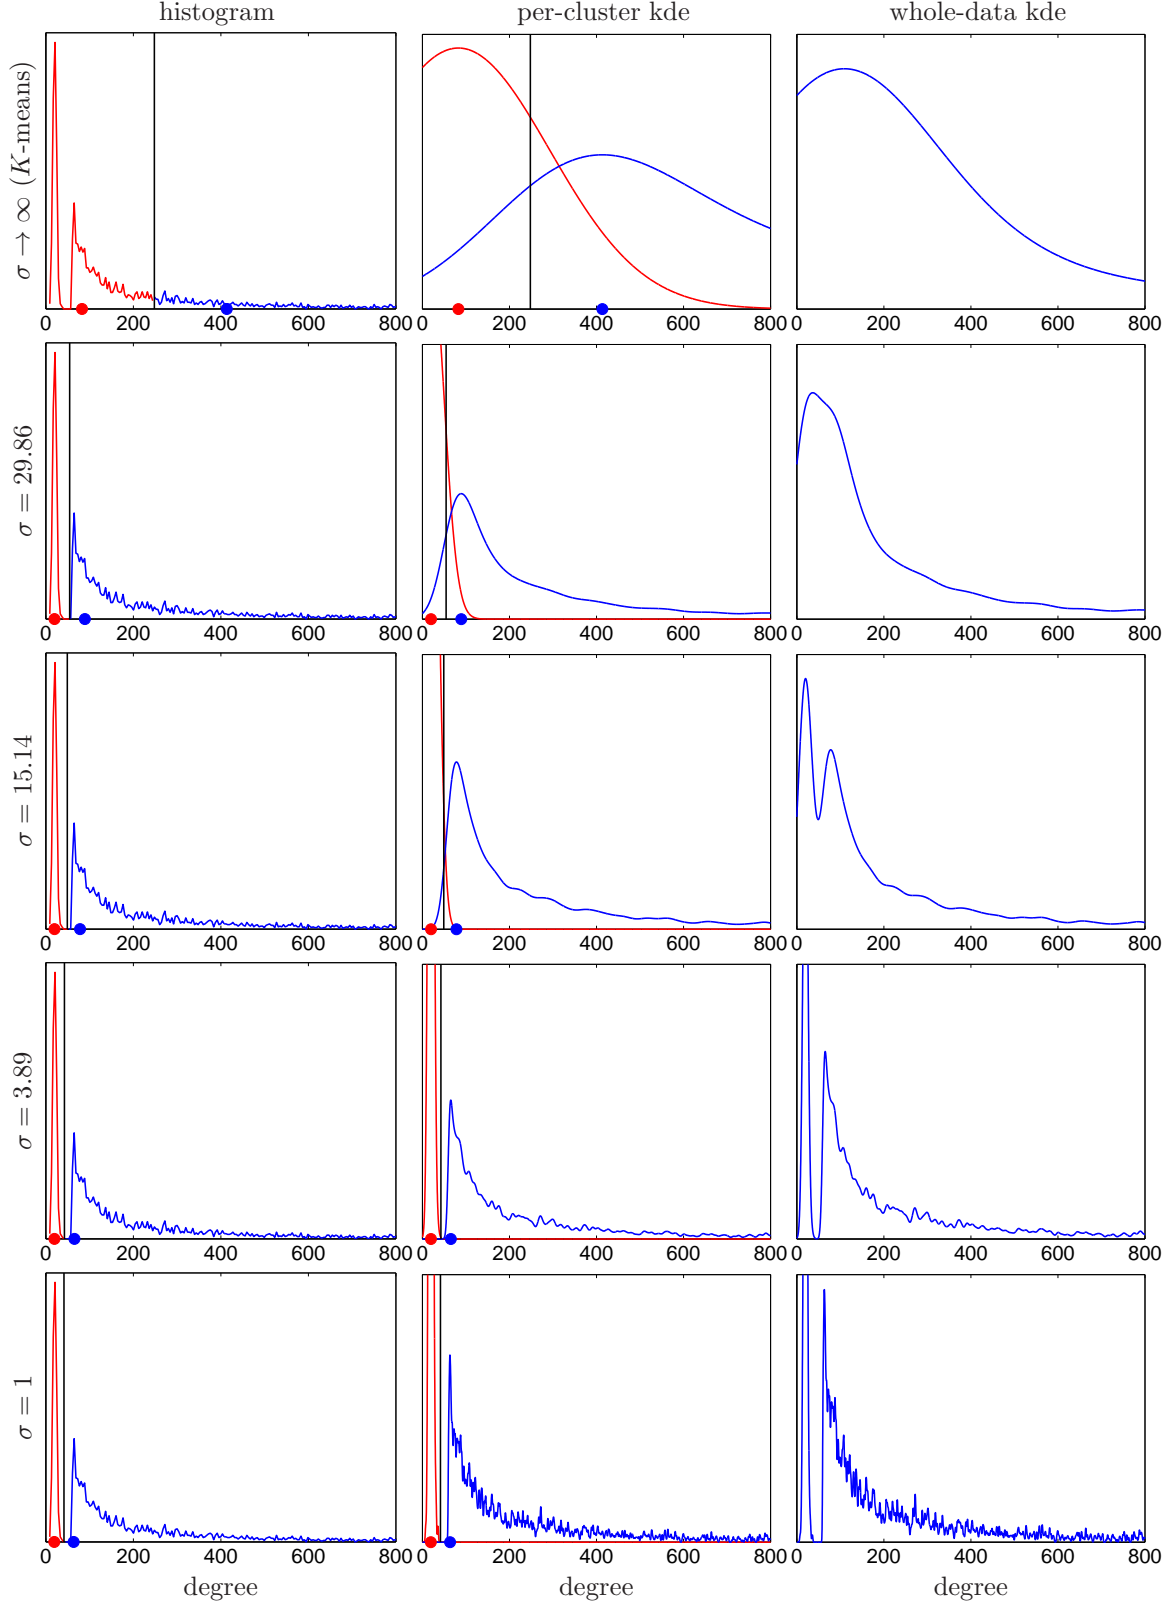 histogram per-cluster kde whole-data kde
σ → ∞ (K-means)
0 200 400 600 800 0 200 400 600 800 0 200 400 600 800
σ = 29.86
0 200 400 600 800 0 200 400 600 800 0 200 400 600 800
σ = 15.14
0 200 400 600 800 0 200 400 600 800 0 200 400 600 800
σ = 3.89
0 200 400 600 800 0 200 400 600 800 0 200 400 600 800
σ = 1
0 200 400 600 800 0 200 400 600 800 0 200 400 600 800
degree degree degree